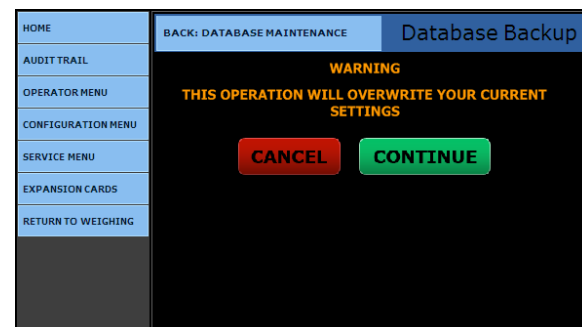 HOME
AUDIT TRAIL
OPERATOR MENU
CONFIGURATION MENU
SERVICE MENU
EXPANSION CARDS
RETURN TO WEIGHING
BACK: DATABASE MAINTENANCE
Database Backup
WARNING
THIS OPERATION WILL OVERWRITE YOUR CURRENT
SETTINGS
CANCEL
CONTINUE